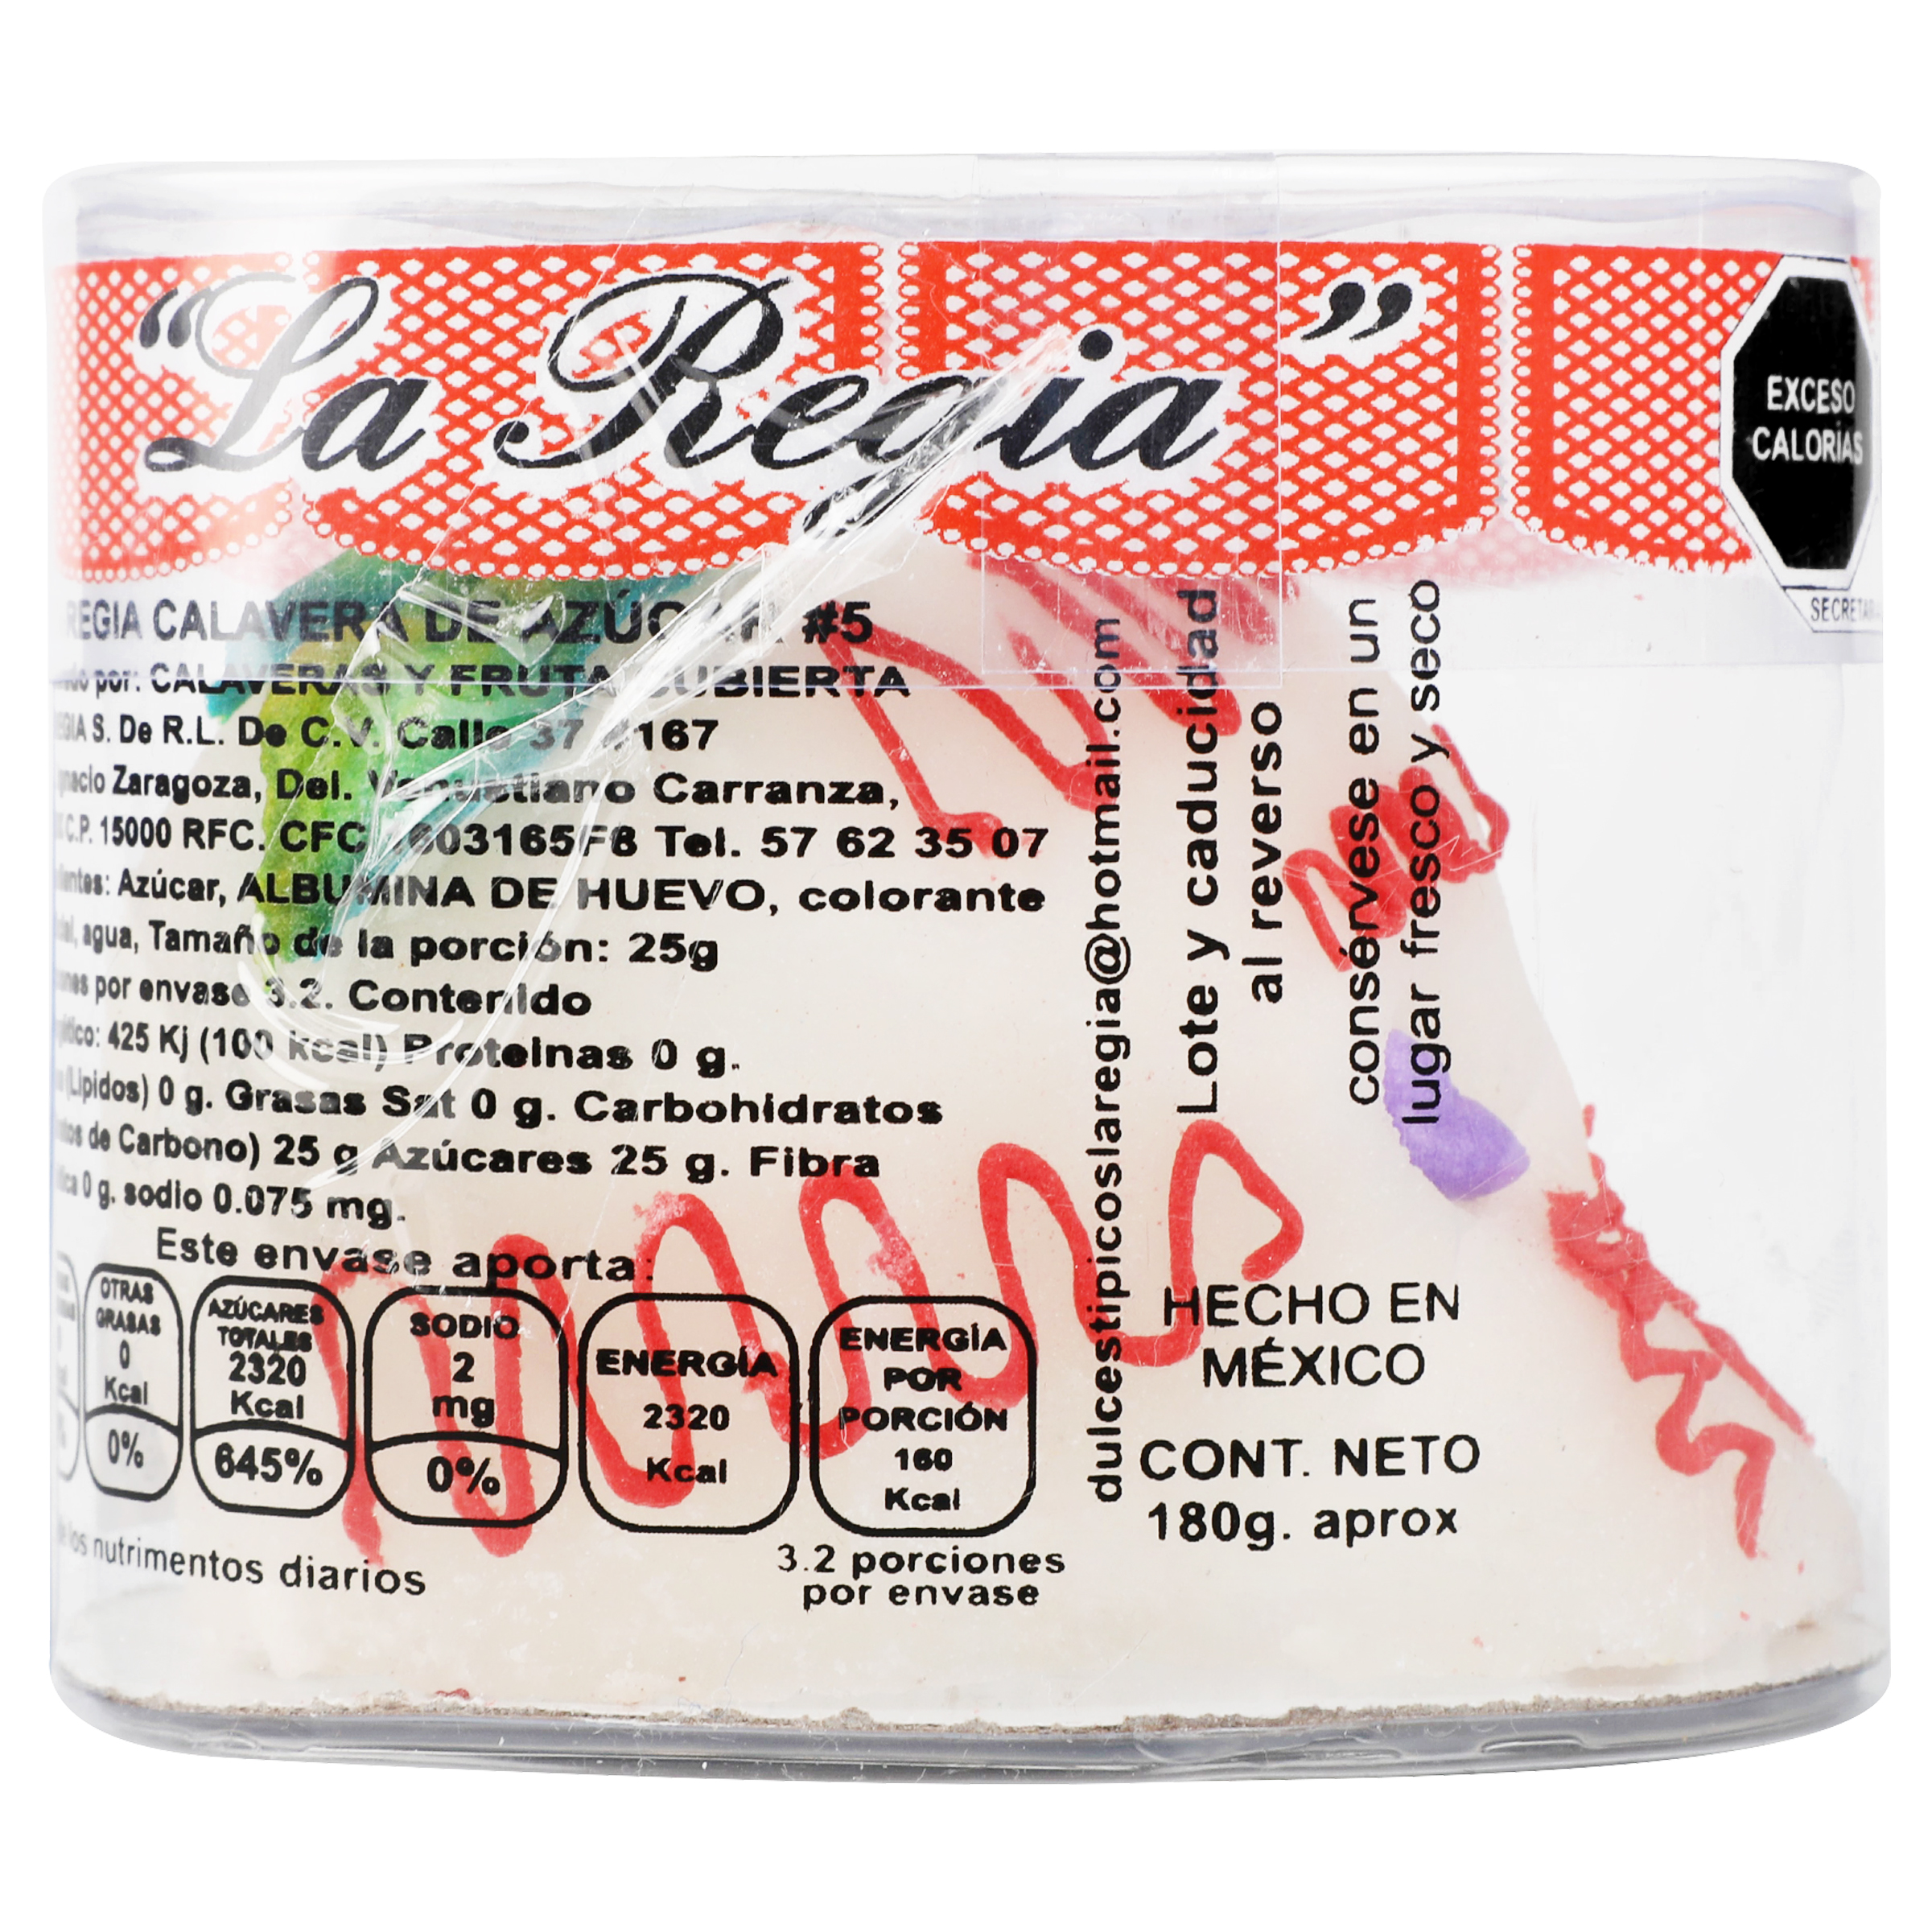 “La Regia”
EXCESO
CALORÍAS
REGIA CALAVERA DE AZÚCAR #5
por: CALAVERAS Y FRUTA CUBIERTA
S. De R.L. De C.V. Calle 37 #167
Zaragoza, Del. Venustiano Carranza,
C.P. 15000 RFC. CFC 603165F8 Tel. 57 62 35 07
Azúcar, ALBUMINA DE HUEVO, colorante
agua, Tamaño de la porción: 25g
por envase 3.2. Contenido
425 Kj (100 kcal) Proteinas 0 g.
(Lipidos) 0 g. Grasas Sat 0 g. Carbohidratos
de Carbono) 25 g Azúcares 25 g. Fibra
0 g. sodio 0.075 mg.
Este envase aporta:
OTRAS
GRASAS
0
Kcal
0%
AZÚCARES
TOTALES
2320
Kcal
645%
SODIO
2
mg
0%
ENERGÍA
2320
Kcal
ENERGÍA
POR
PORCIÓN
160
Kcal
los nutrimentos diarios
3.2 porciones
por envase
dulcestipicoslaregia@hotmail.com
Lote y caducidad
al reverso
consérvese en un
lugar fresco y seco
HECHO EN
MÉXICO
CONT. NETO
180g. aprox